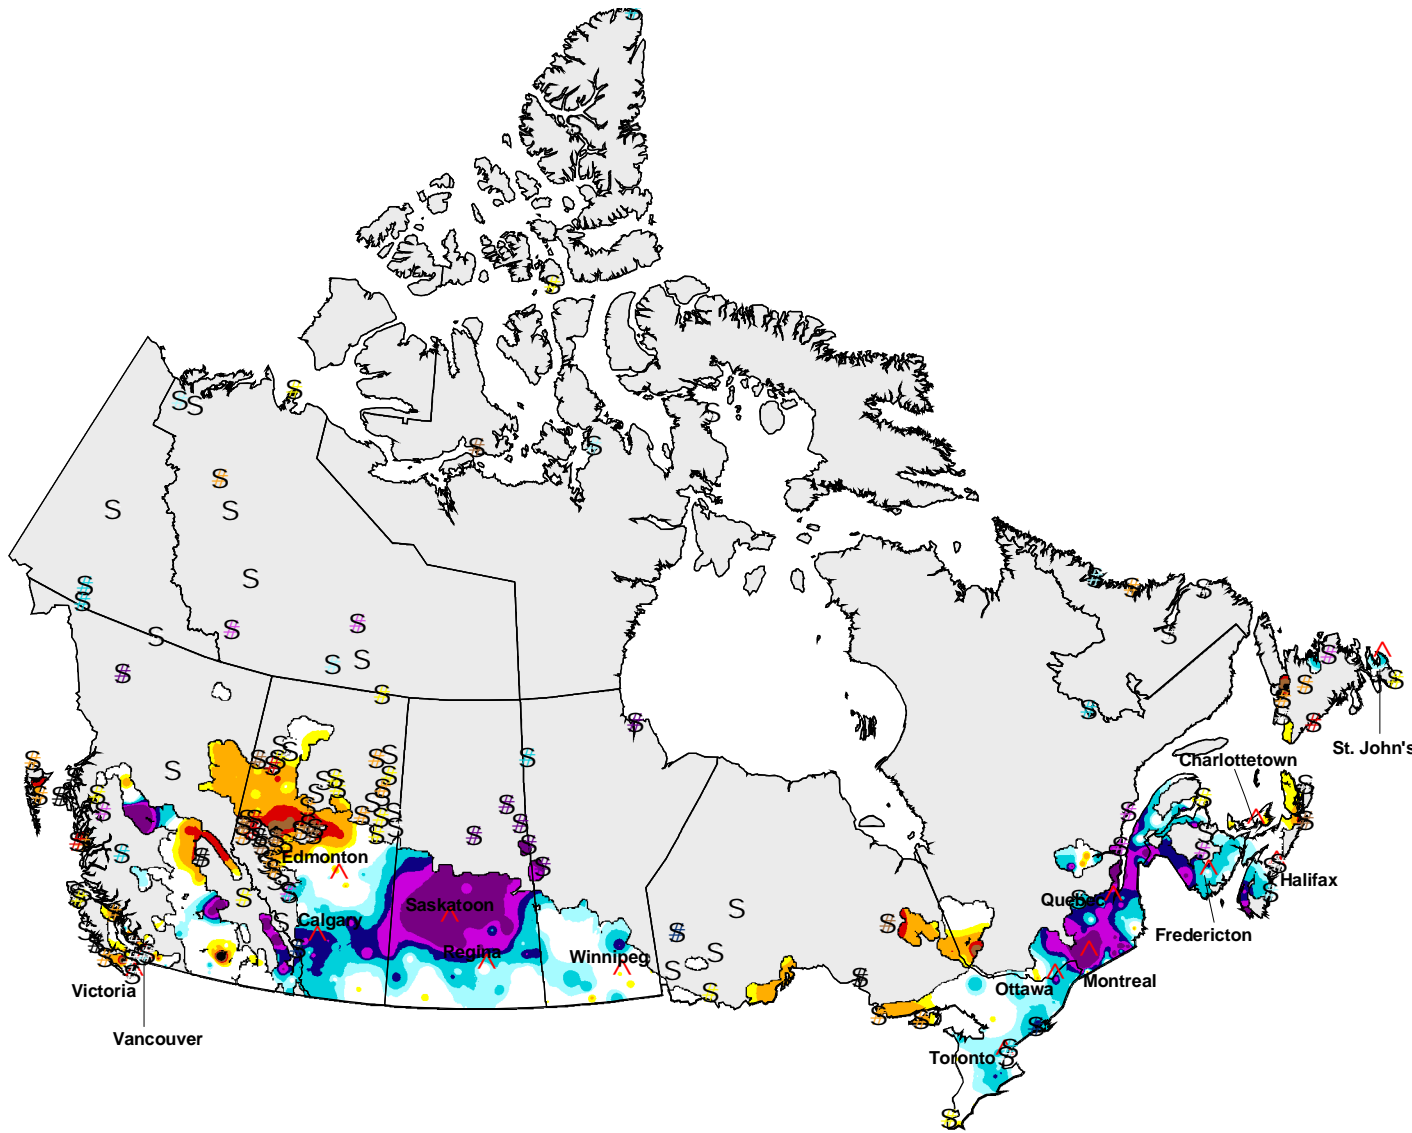 St. John's
Charlottetown
Edmonton
Halifax
Quebec
Saskatoon
Calgary
Fredericton
Regina
Winnipeg
Montreal
Ottawa
Victoria
Vancouver
Toronto